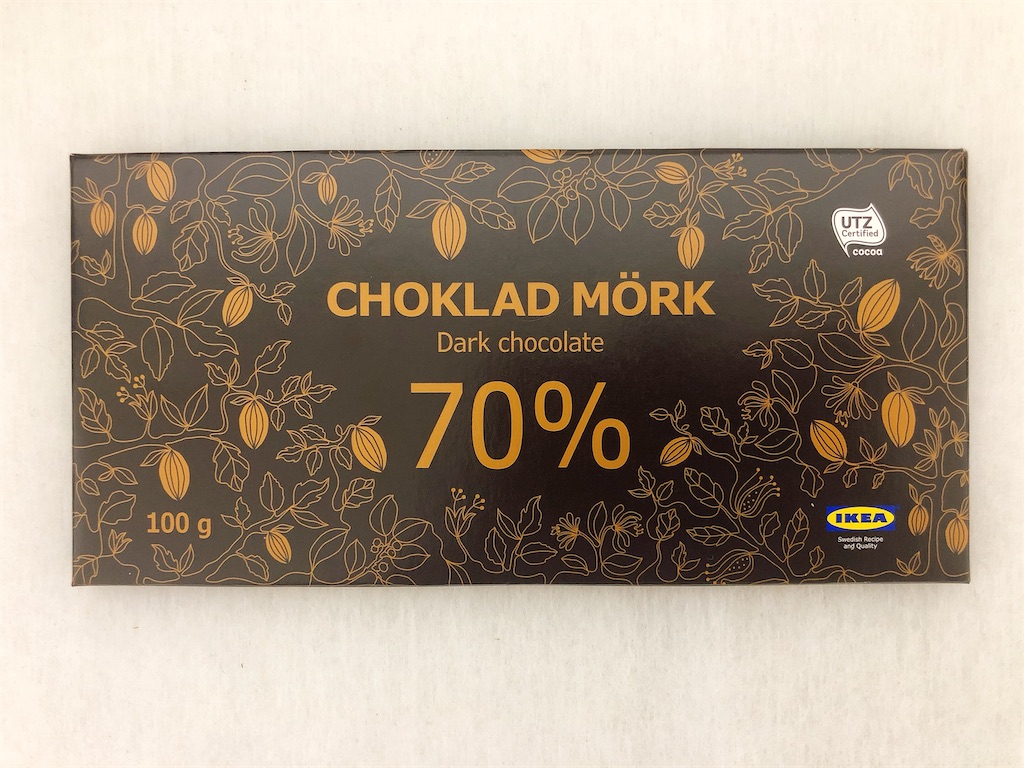 UTZ
Certified
cocoa
CHOKLAD MÖRK
Dark chocolate
70%
100 g
IKEA
Swedish Recipe
and Quality